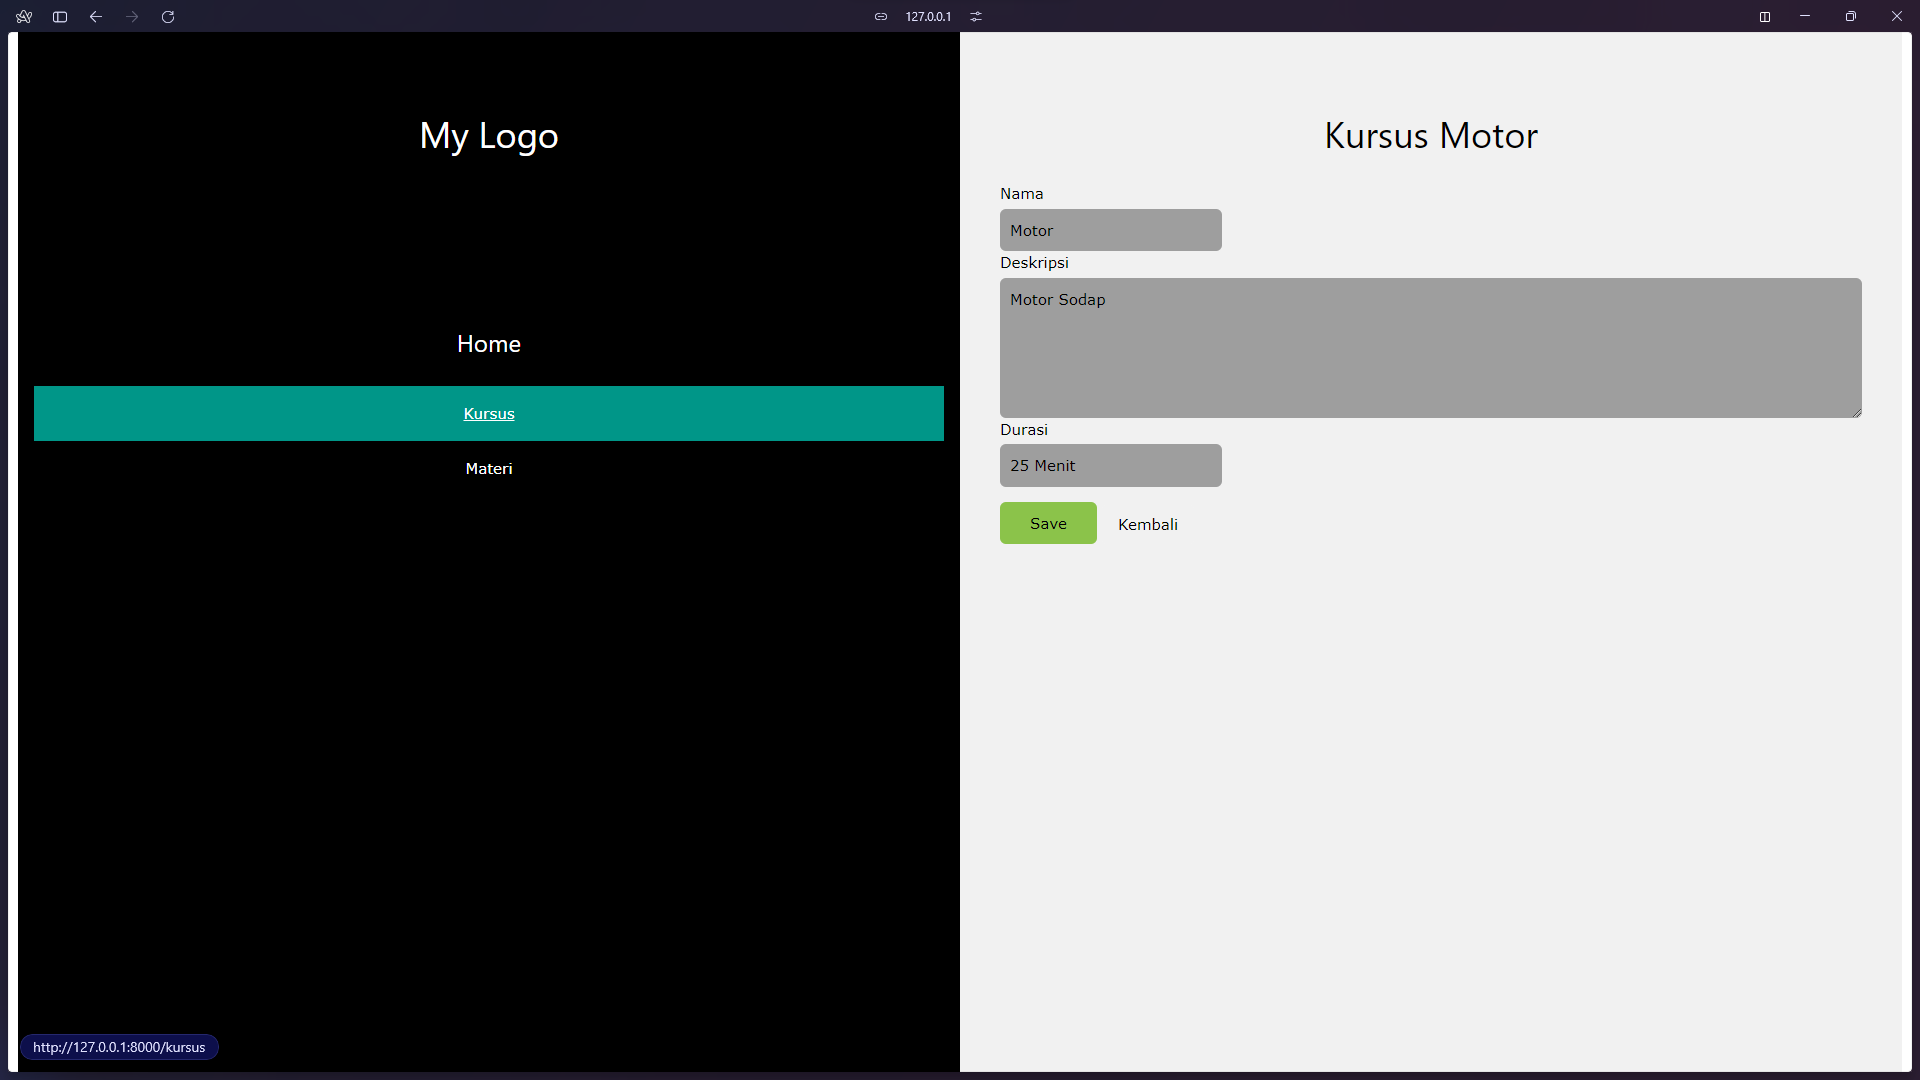 127.0.0.1
My Logo
Home
Kursus
Materi
Kursus Motor
Nama
Motor
Deskripsi
Motor Sodap
Durasi
25 Menit
Save
Kembali
http://127.0.0.1:8000/kursus